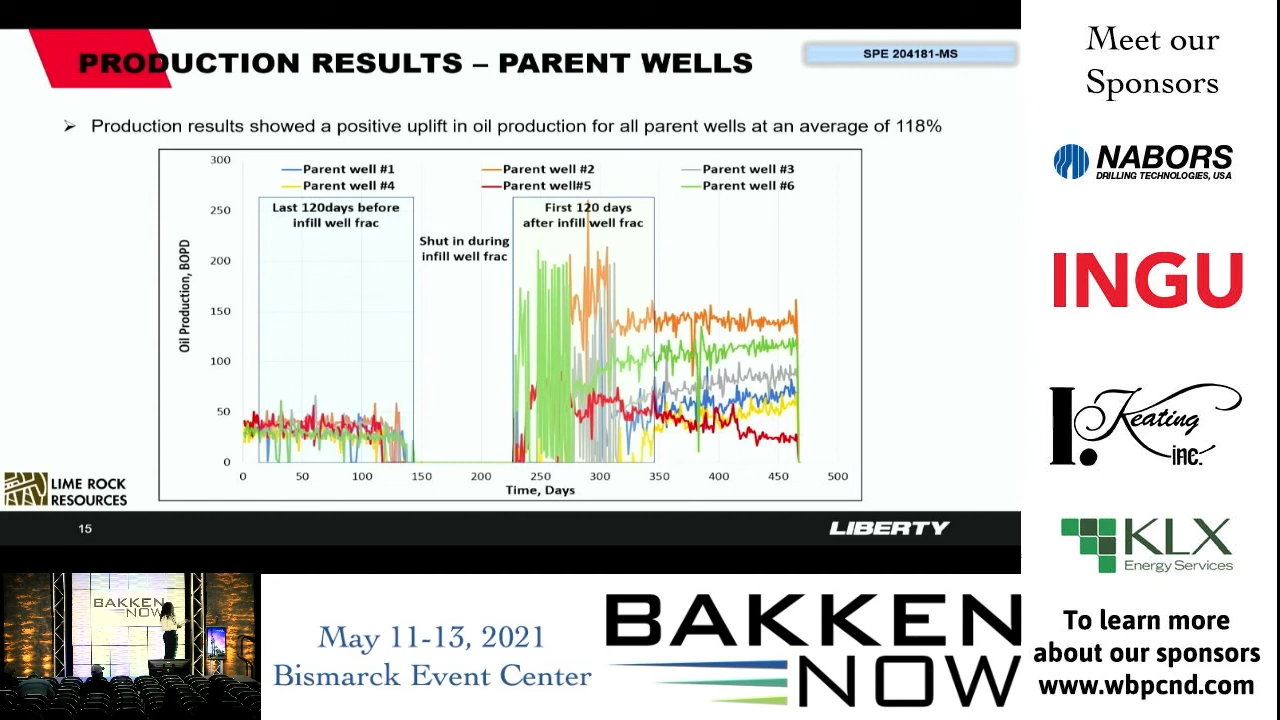 PRODUCTION RESULTS – PARENT WELLS
SPE 204181-MS
➤ Production results showed a positive uplift in oil production for all parent wells at an average of 118%
Parent well #1
Parent well #2
Parent well #3
Parent well #4
Parent well#5
Parent well #6
Last 120days before
infill well frac
Shut in during
infill well frac
First 120 days
after infill well frac
Oil Production, BOPD
300
250
200
150
100
50
0
0 50 100 150 200 250 300 350 400 450 500
Time, Days
LIME ROCK
RESOURCES
15
LIBERTY
BAKKEN
NOW
May 11-13, 2021
Bismarck Event Center
BAKKEN
NOW
Meet our
Sponsors
NABORS
DRILLING TECHNOLOGIES, USA
INGU
I. Keating
inc.
KLX
Energy Services
To learn more
about our sponsors
www.wbpcnd.com